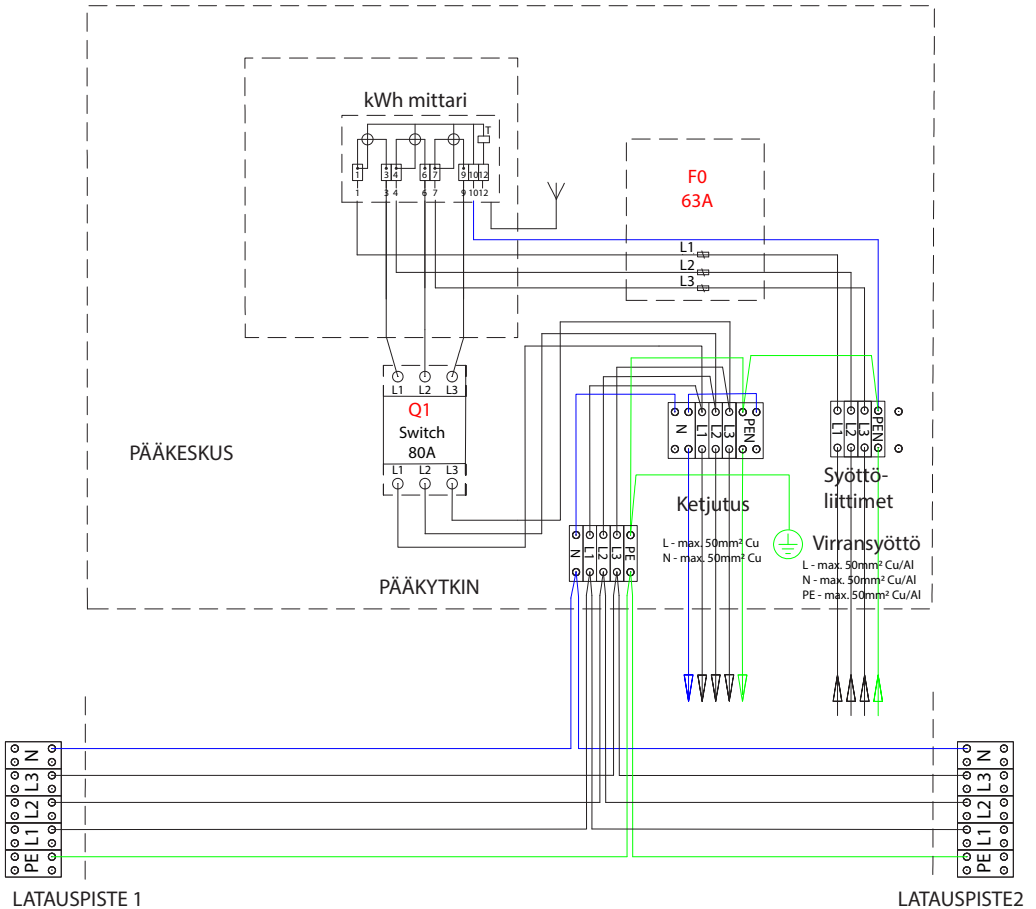 kWh mittari
T
1 3 4 6 7 9 10 12
1 3 4 6 7 9 10 12
F0
63A
L1
L2
L3
L1 L2 L3
Q1
Switch
80A
L1 L2 L3
PÄÄKESKUS
PÄÄKYTKIN
N L1 L2 L3 PEN
Ketjutus
L - max. 50mm² Cu
N - max. 50mm² Cu
L1 L2 L3 PEN
Syöttö-
liittimet
Virransyöttö
L - max. 50mm² Cu/Al
N - max. 50mm² Cu/Al
PE - max. 50mm² Cu/Al
N L1 L2 L3 PE
N
L3
L2
L1
PE
LATAUSPISTE 1
N
L3
L2
L1
PE
LATAUSPISTE2